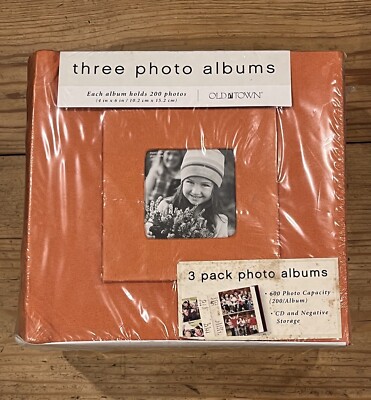 three photo albums
Each album holds 200 photos
(4 in x 6 in / 10.2 cm x 15.2 cm)
OLD TOWN
3 pack photo albums
• 600 Photo Capacity
(200/Album)
• CD and Negative
Storage